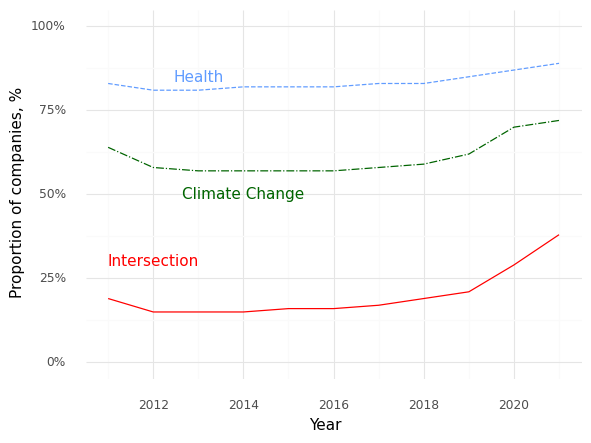 100%
Health
75%
Climate Change
50%
Intersection
25%
0%
Proportion of companies, %
2012 2014 2016 2018 2020
Year